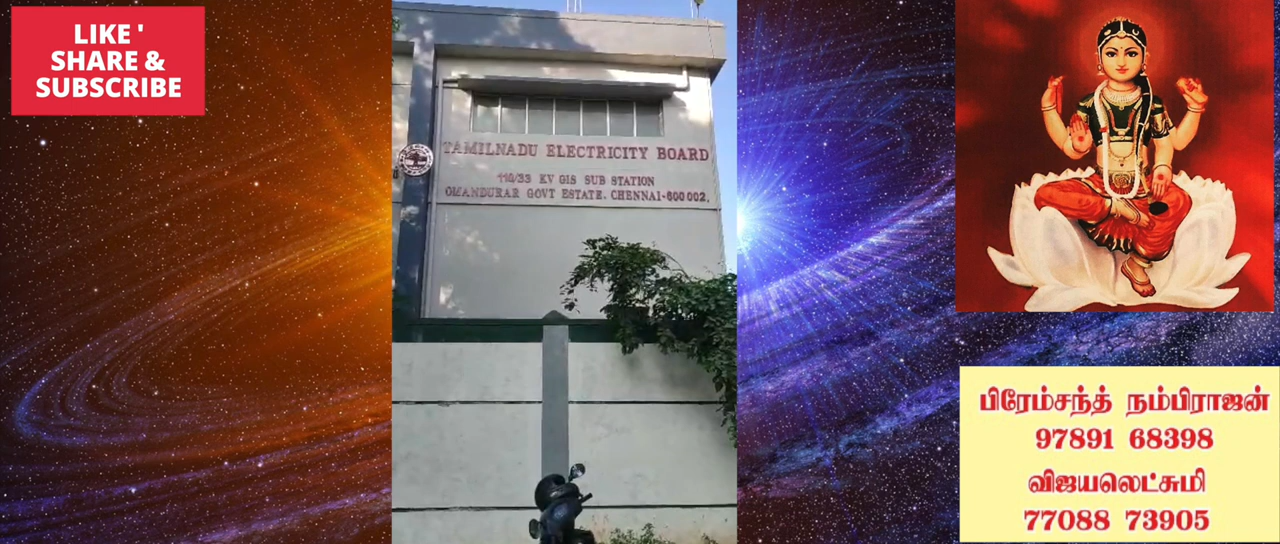 LIKE '
SHARE &
SUBSCRIBE
TAMILNADU ELECTRICITY BOARD
110/33 KV GIS SUB STATION
OMANDURAR GOVT ESTATE, CHENNAI-600 002.
பிரேம்சந்த் நம்பிராஜன்
97891 68398
விஜயலெட்சுமி
77088 73905